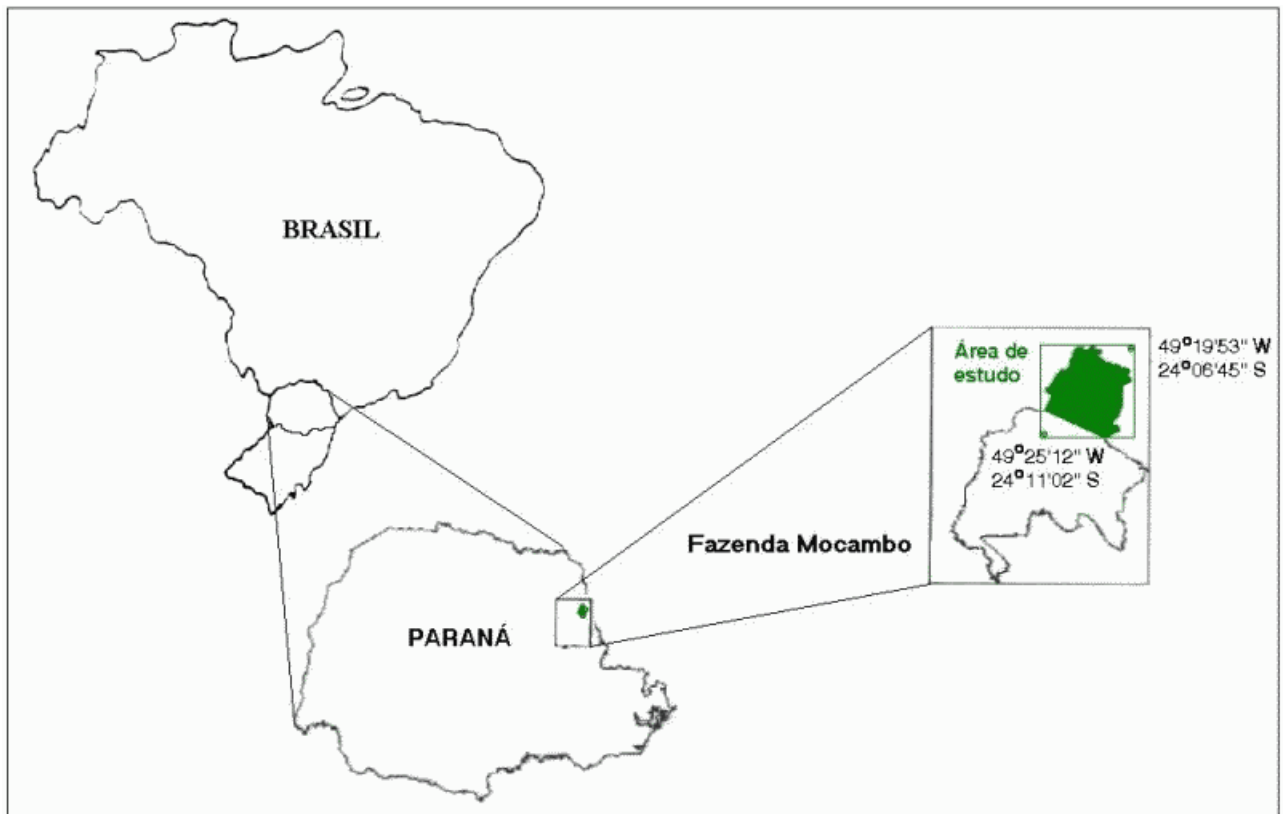 BRASIL
Área de
estudo
49°19'53" W
24°06'45" S
49°25'12" W
24°11'02" S
Fazenda Mocambo
PARANÁ